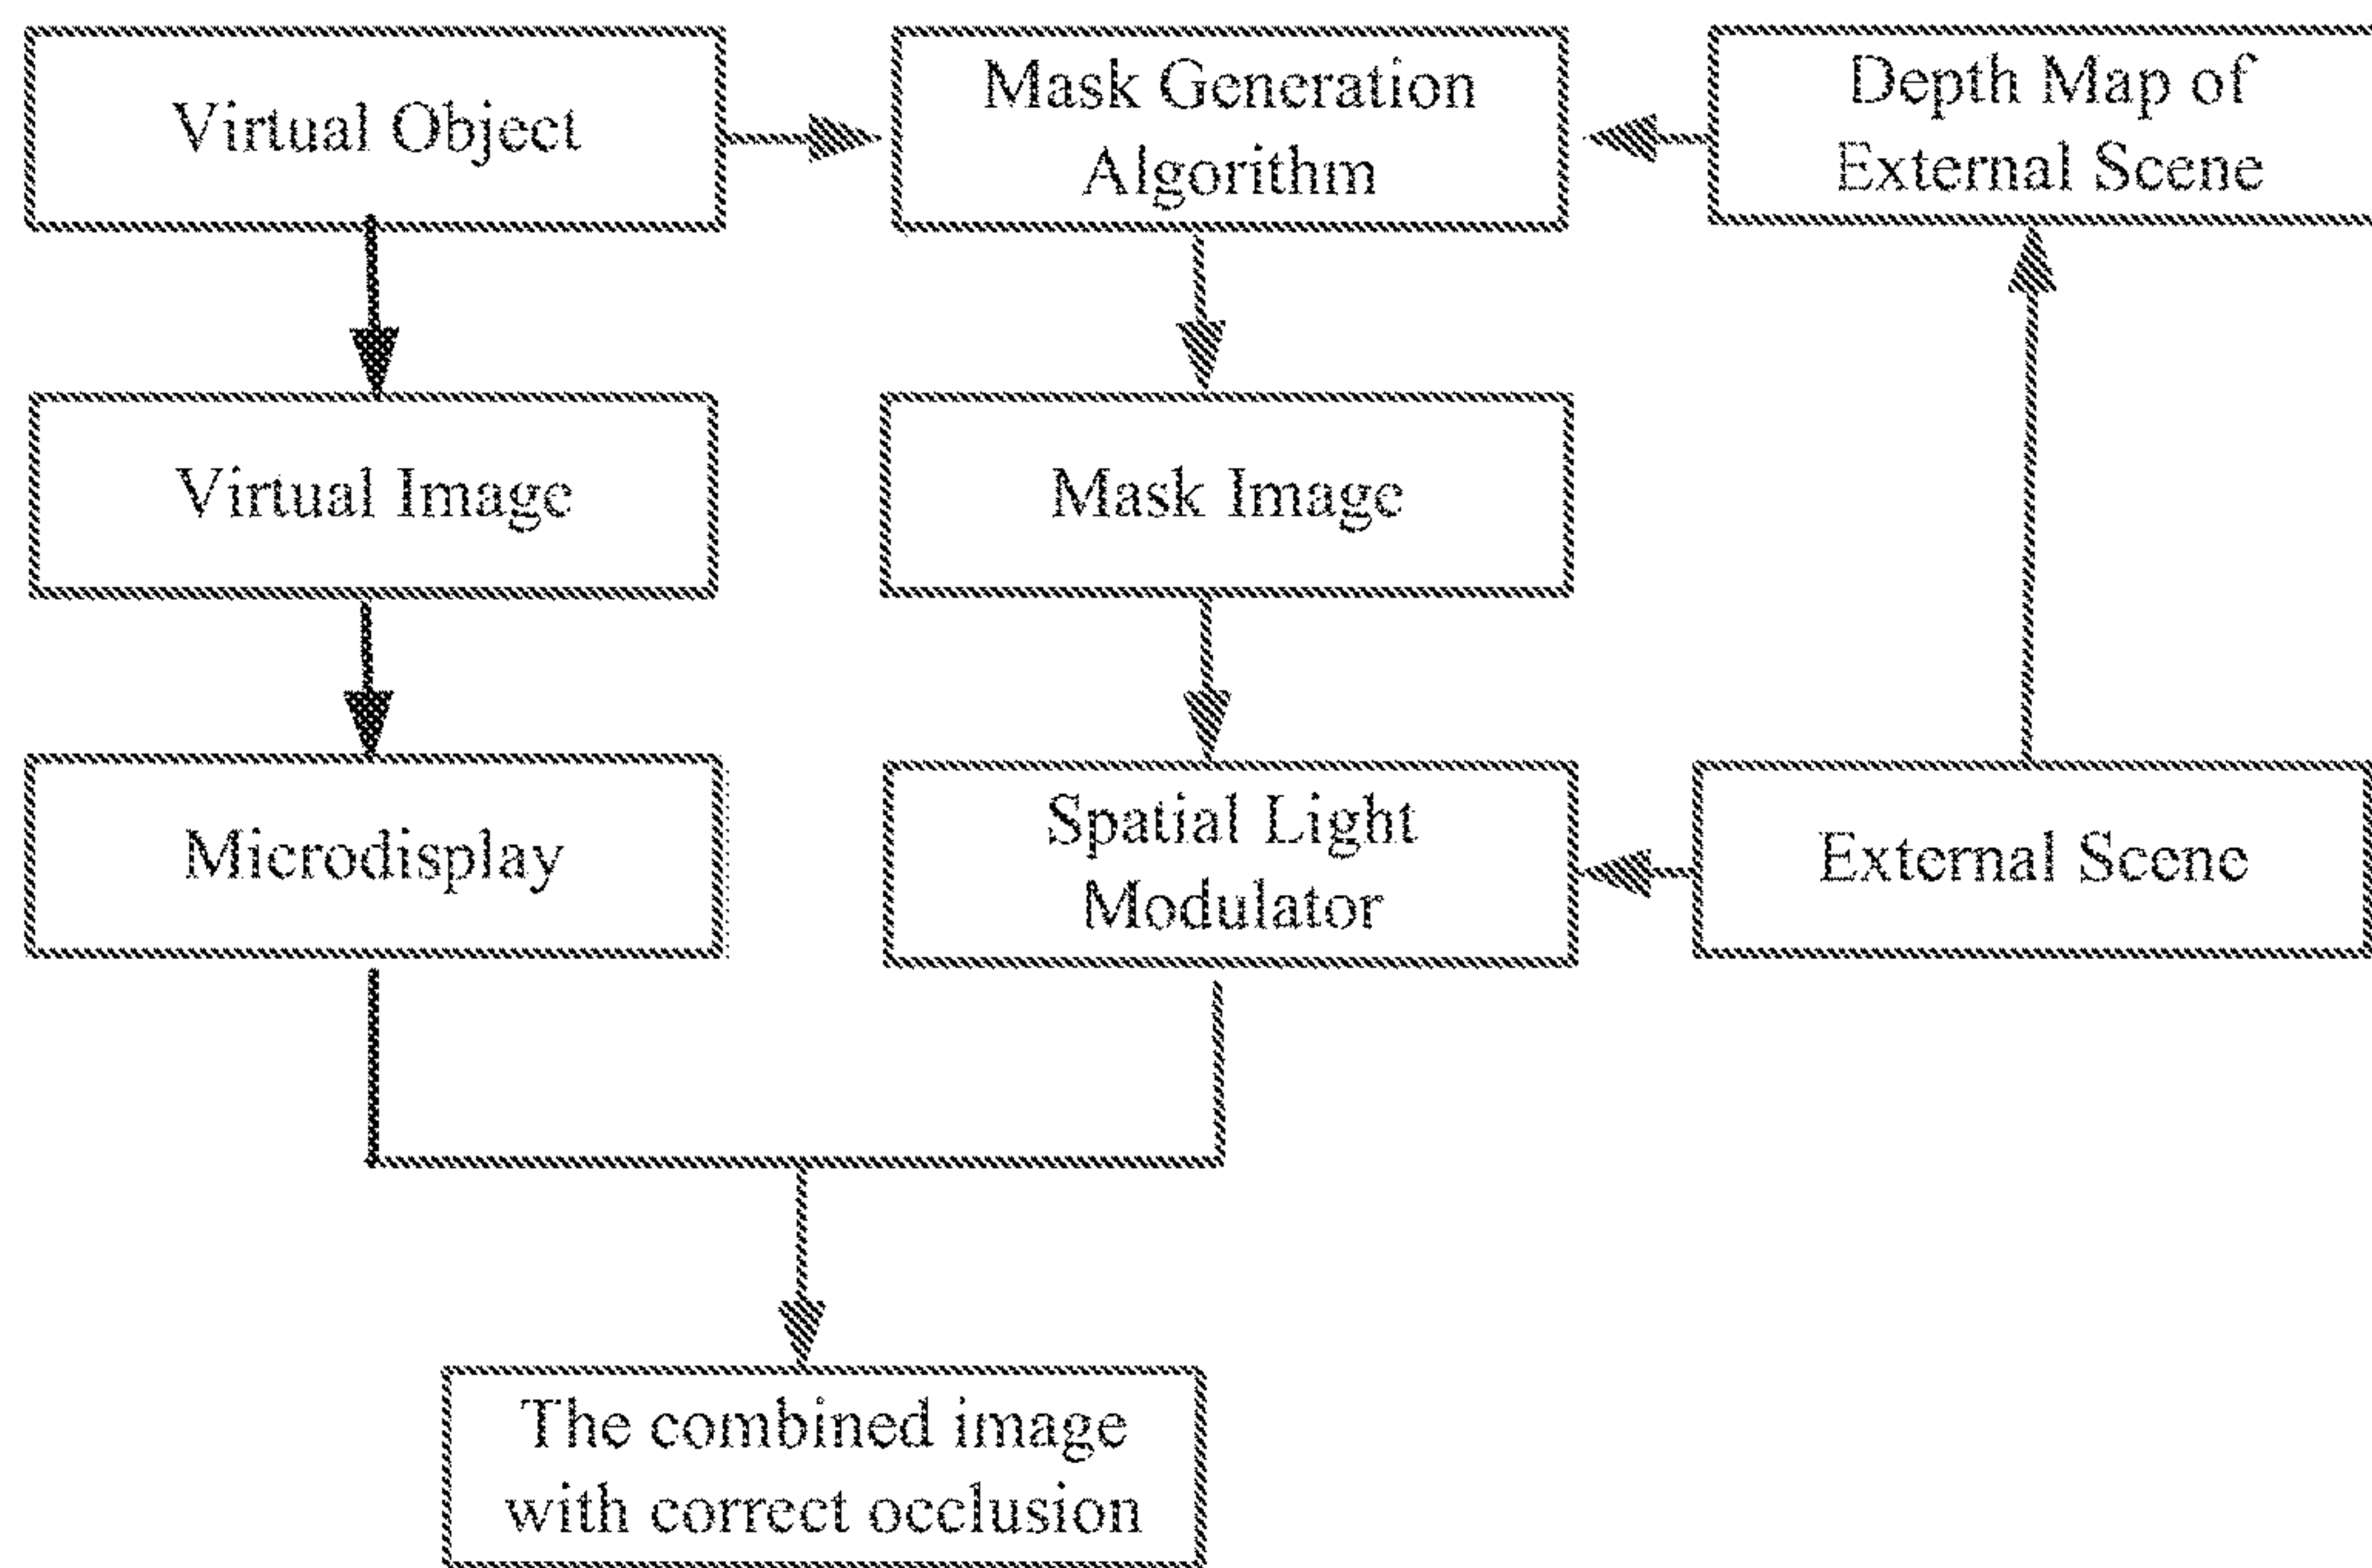 Virtual Object
Mask Generation
Algorithm
Depth Map of
External Scene
Virtual Image
Mask Image
Microdisplay
Spatial Light
Modulator
External Scene
The combined image
with correct occlusion